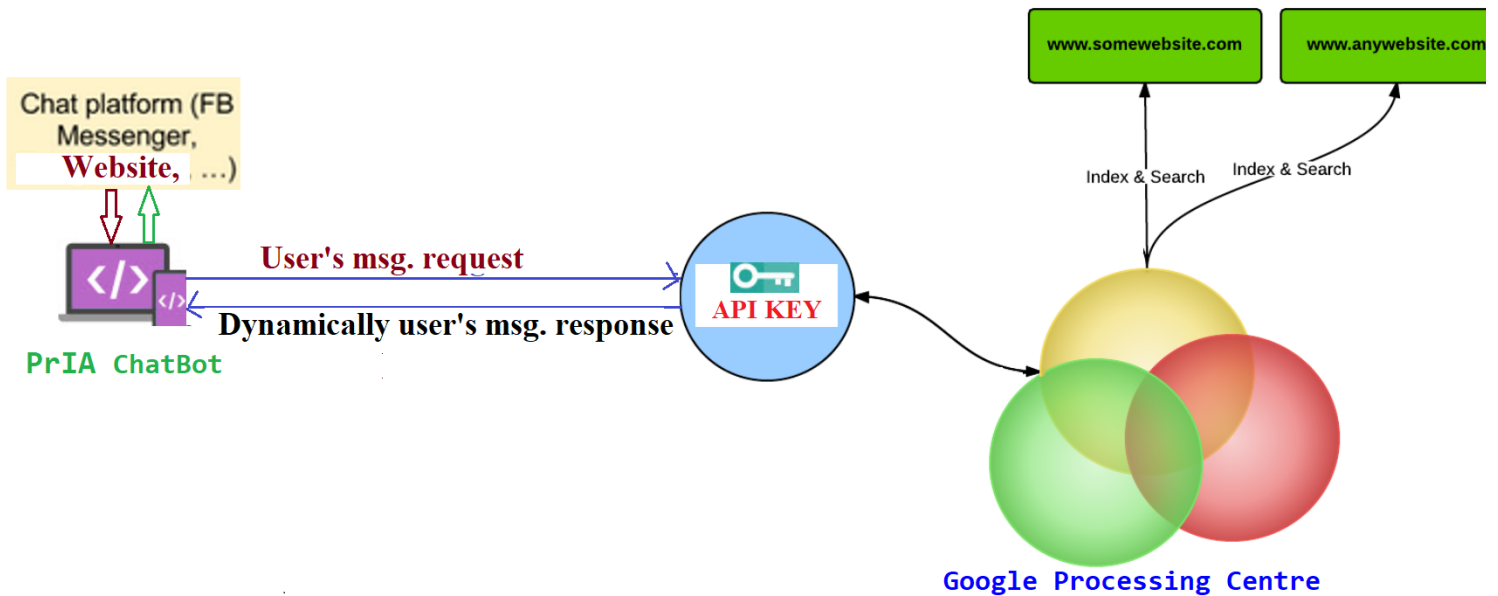 www.somewebsite.com
www.anywebsite.com
Chat platform (FB
Messenger,
Website, , ...)
Index & Search
Index & Search
</>
</>
User's msg. request
API KEY
Dynamically user's msg. response
PrIA ChatBot
Google Processing Centre